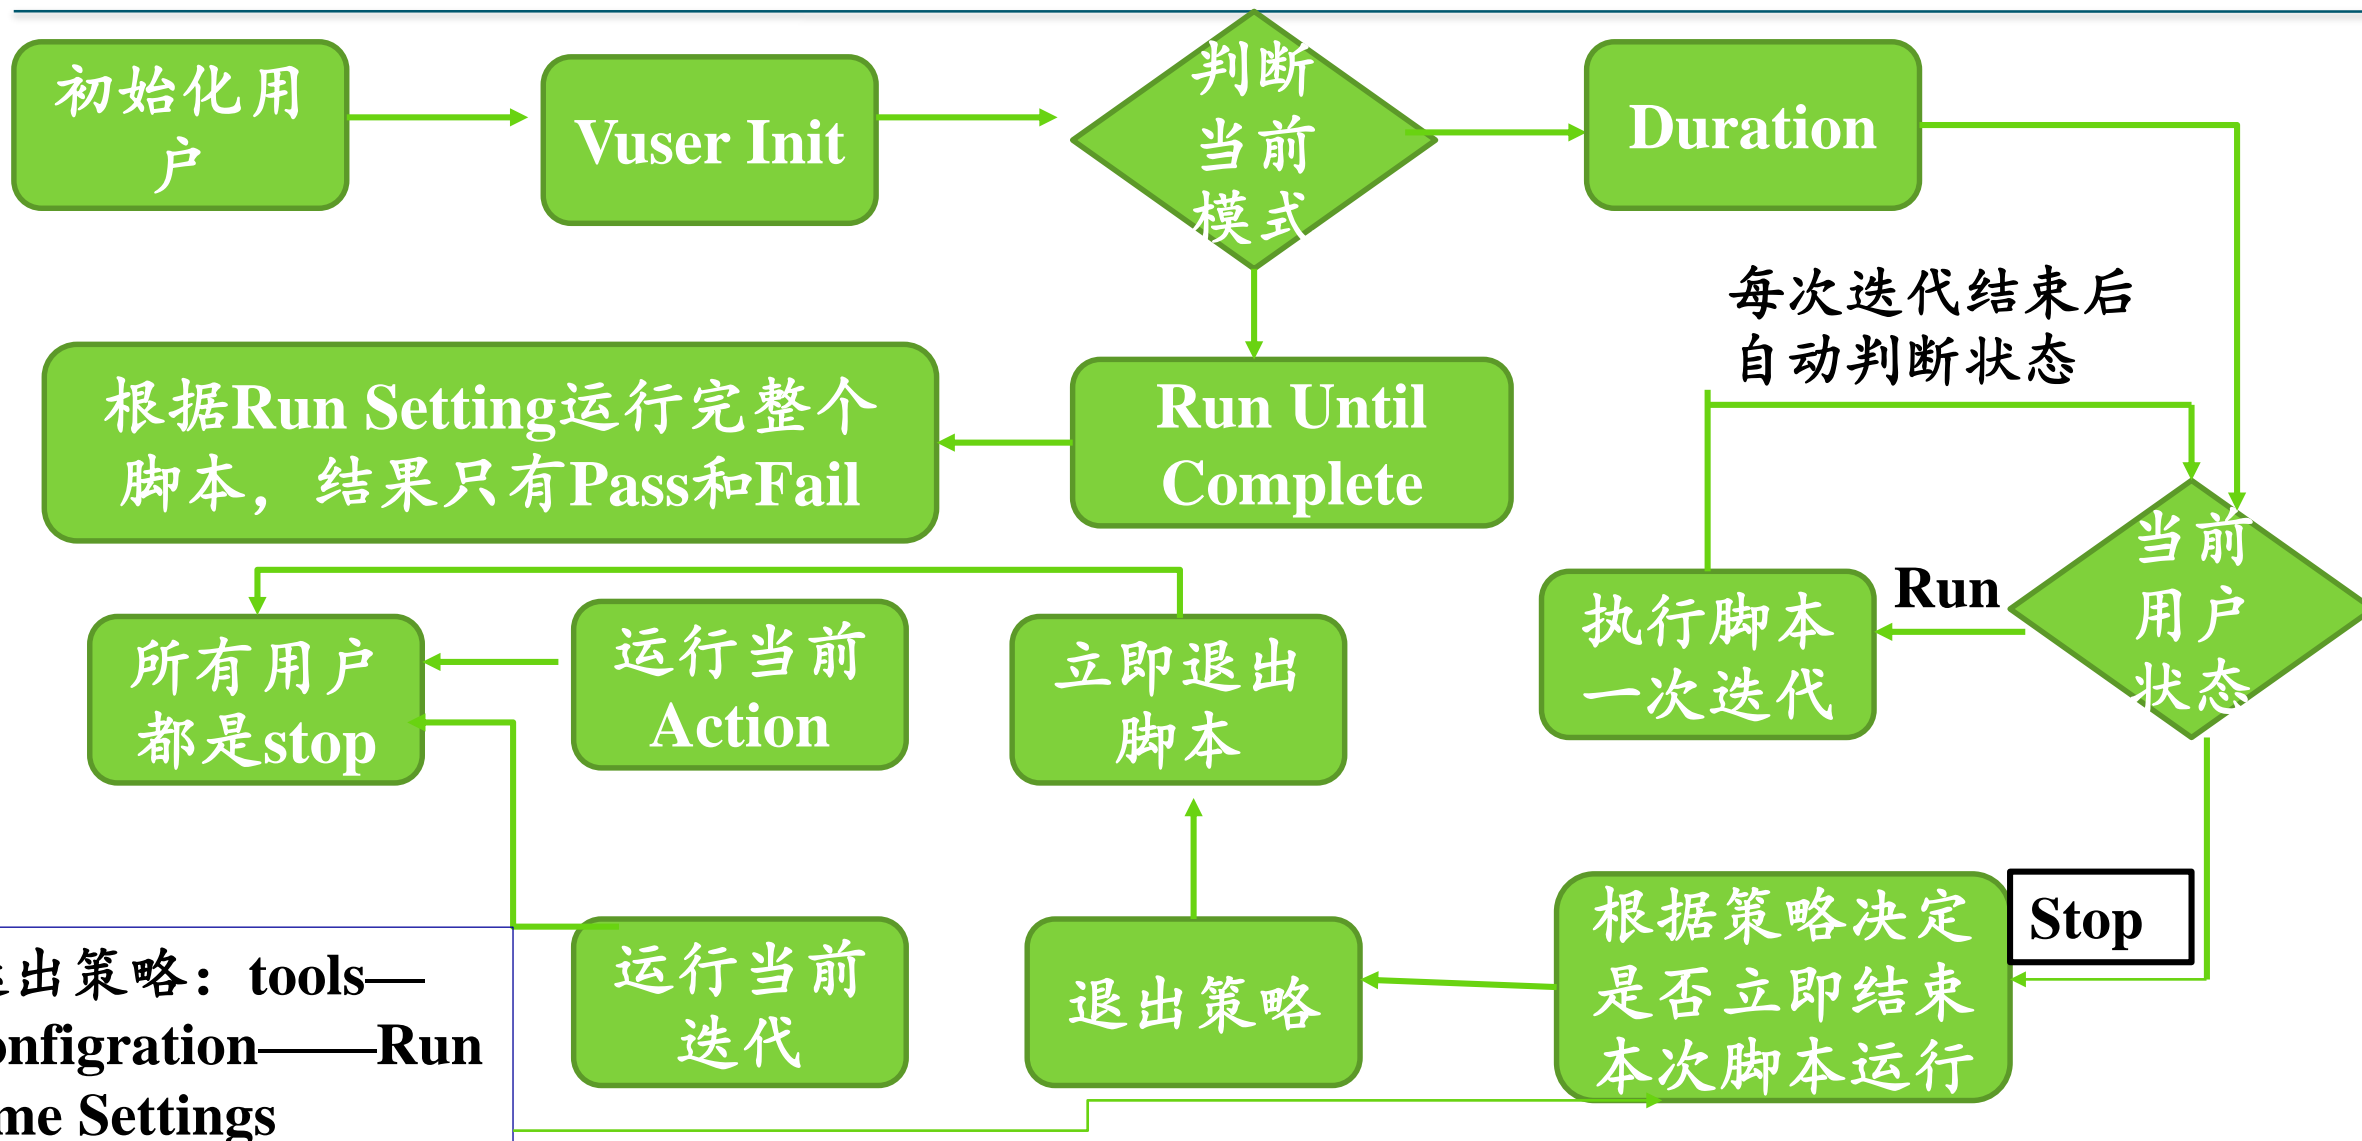 初始化用
户
Vuser Init
判断
当前
模式
Duration
每次迭代结束后
自动判断状态
根据Run Setting运行完整个
脚本，结果只有Pass和Fail
Run Until
Complete
当前
用户
状态
Run
执行脚本
一次迭代
立即退出
脚本
运行当前
Action
所有用户
都是stop
Stop
根据策略决定
是否立即结束
本次脚本运行
退出策略
运行当前
迭代
出策略：tools—
nfigration——Run
me Settings